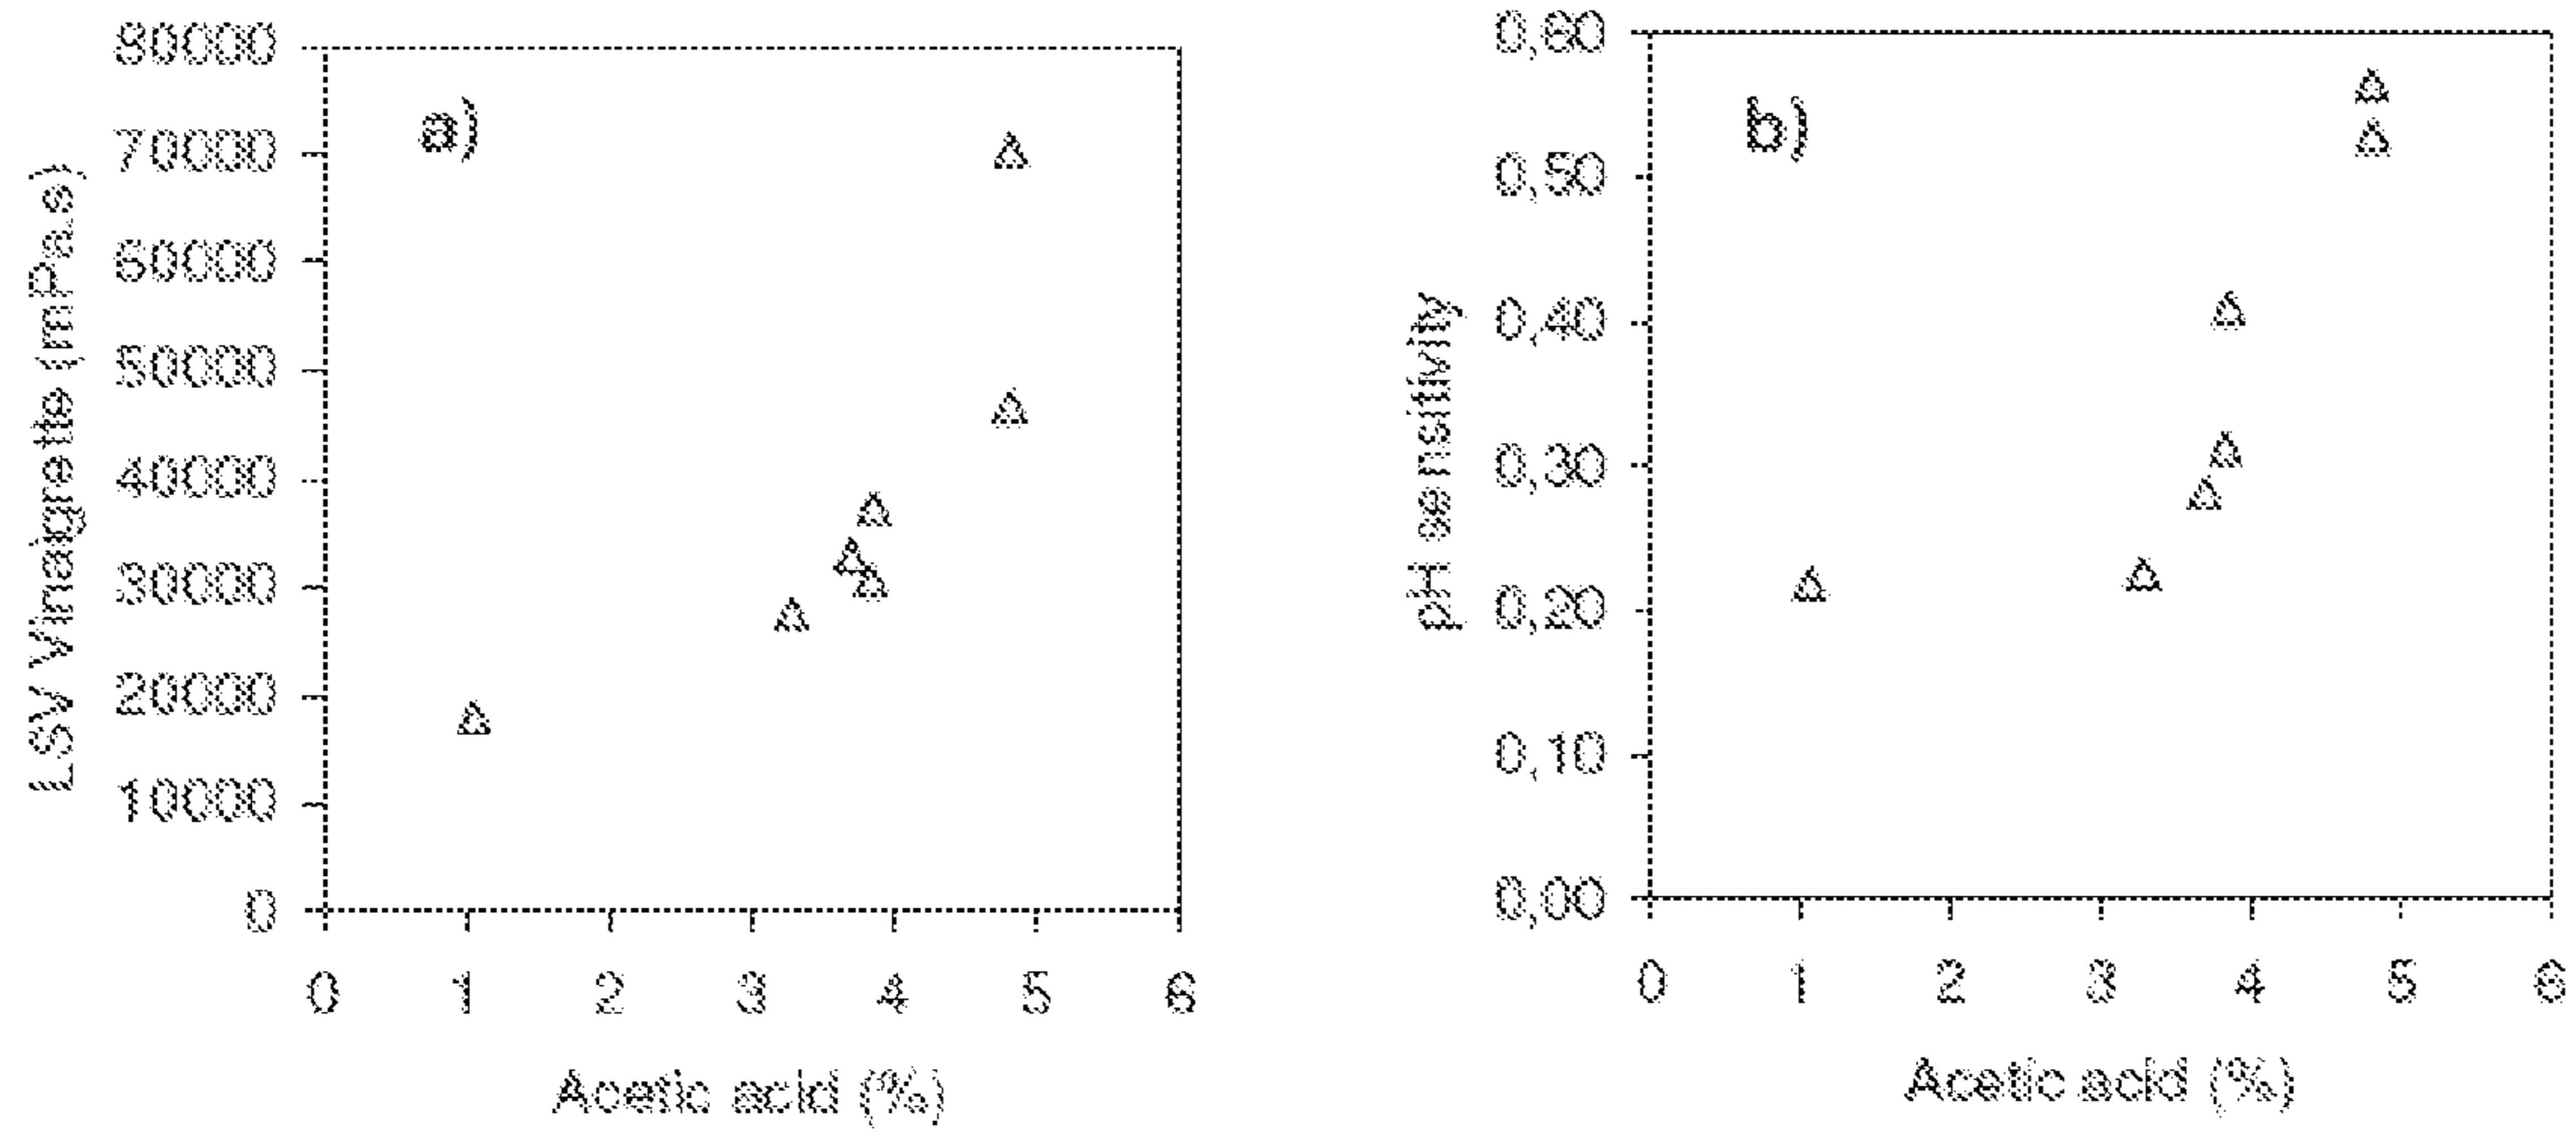 a)
LSV Vinaigrette (mPa.s)
80000
70000
60000
50000
40000
30000
20000
10000
0
0 1 2 3 4 5 6
Acetic acid (%)
b)
pH sensitivity
0,60
0,50
0,40
0,30
0,20
0,10
0,00
0 1 2 3 4 5 6
Acetic acid (%)